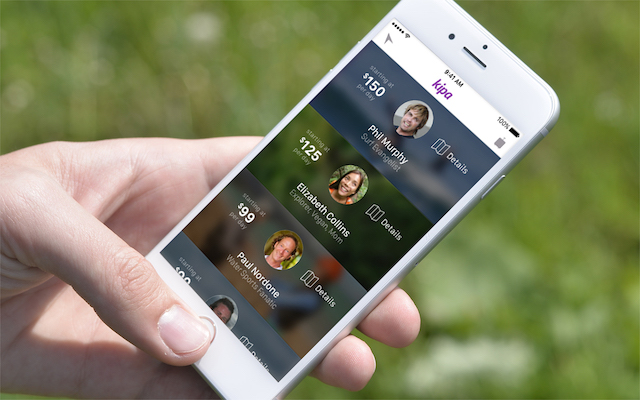 9:41 AM
100%
kipa
starting at
$150
per day
Phil Murphy
Surf Evangelist
Details
starting at
$125
per day
Elizabeth Collins
Explorer, Vegan, Mom
Details
starting at
$99
per day
Paul Nordone
Water Sports Fanatic
Details
starting at
Details